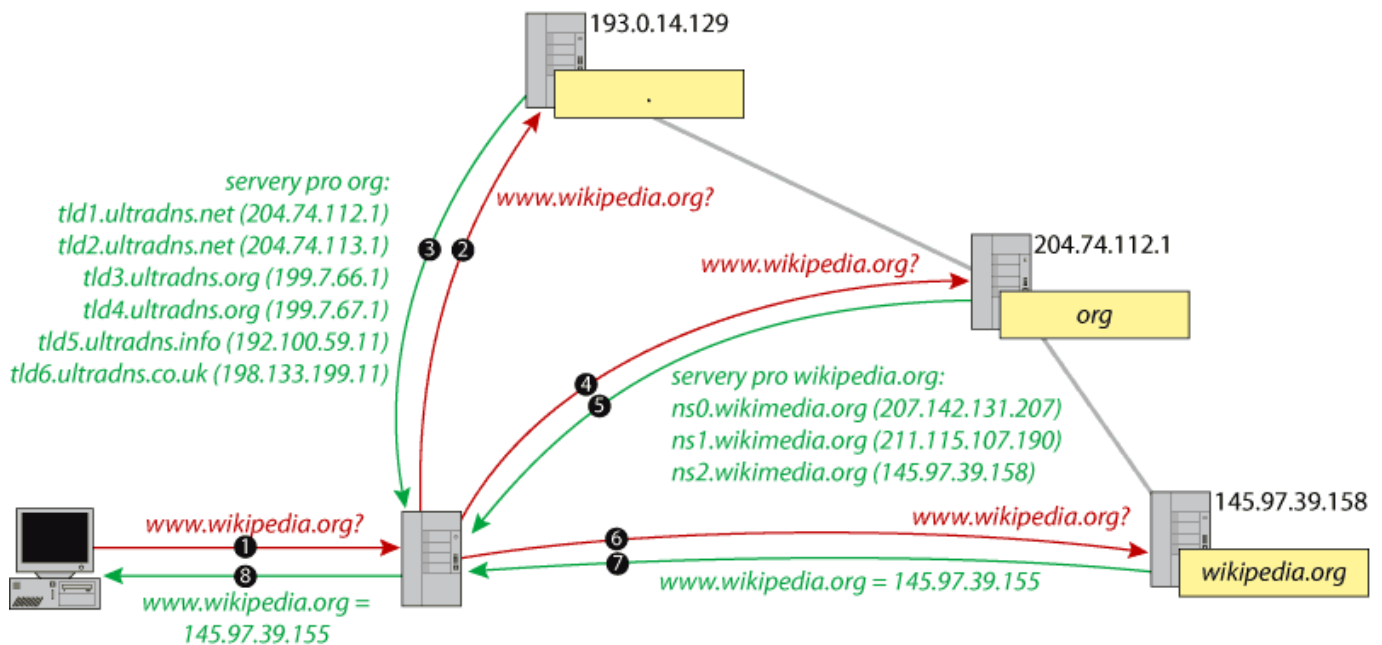 193.0.14.129
.
servery pro org:
tld1.ultradns.net (204.74.112.1)
tld2.ultradns.net (204.74.113.1)
tld3.ultradns.org (199.7.66.1)
tld4.ultradns.org (199.7.67.1)
tld5.ultradns.info (192.100.59.11)
tld6.ultradns.co.uk (198.133.199.11)
www.wikipedia.org?
3
2
204.74.112.1
www.wikipedia.org?
org
4
5
servery pro wikipedia.org:
ns0.wikimedia.org (207.142.131.207)
ns1.wikimedia.org (211.115.107.190)
ns2.wikimedia.org (145.97.39.158)
145.97.39.158
www.wikipedia.org?
1
www.wikipedia.org?
6
7
www.wikipedia.org = 145.97.39.155
wikipedia.org
8
www.wikipedia.org =
145.97.39.155